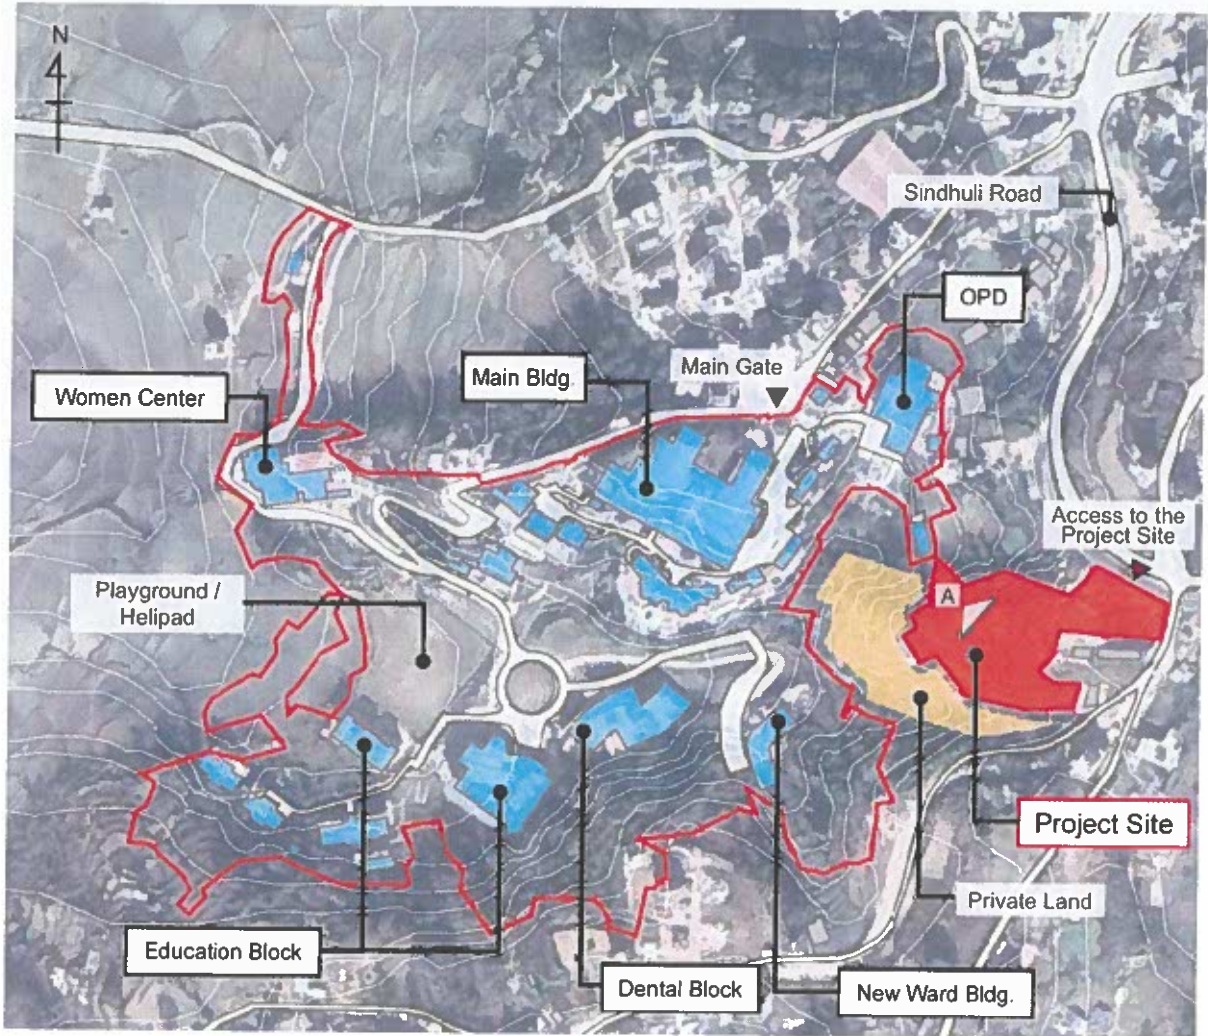 N
Sindhuli Road
OPD
Main Gate
Main Bldg.
Women Center
Access to the
Project Site
Playground /
Helipad
A
Project Site
Private Land
Education Block
Dental Block
New Ward Bldg.